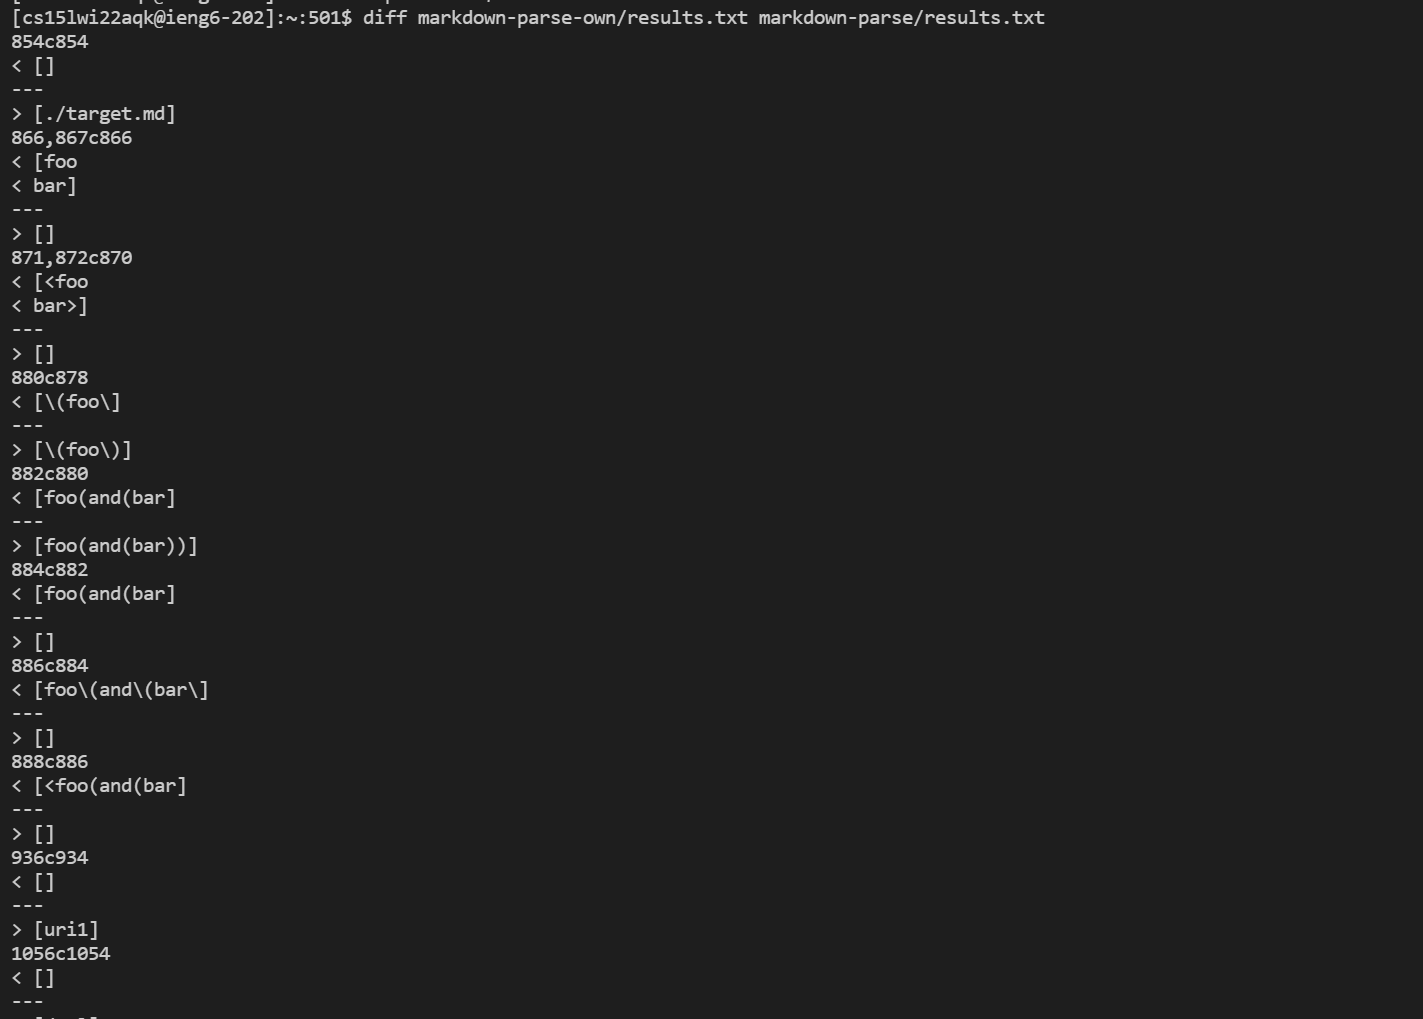 [cs15lwi22aqk@ieng6-202]:~:501$ diff markdown-parse-own/results.txt markdown-parse/results.txt
854c854
< []
---
> [./target.md]
866,867c866
< [foo
< bar]
---
> []
871,872c870
< [<foo
< bar>]
---
> []
880c878
< [\(foo\]
---
> [\(foo\)]
882c880
< [foo(and(bar]
---
> [foo(and(bar))]
884c882
< [foo(and(bar]
---
> []
886c884
< [foo\(and\(bar\]
---
> []
888c886
< [<foo(and(bar]
---
> []
936c934
< []
---
> [uri1]
1056c1054
< []
---